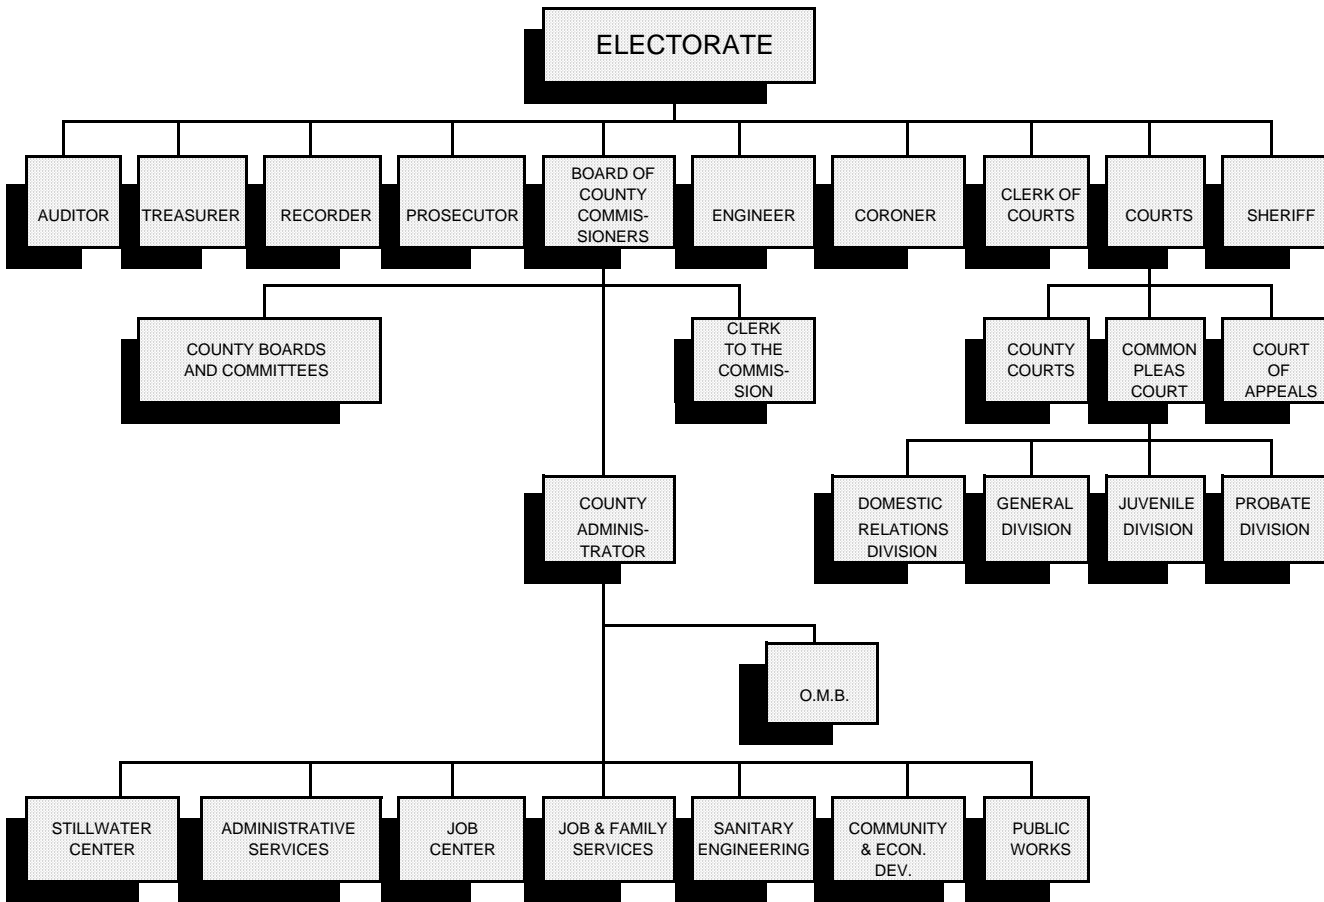 ELECTORATE
AUDITOR
TREASURER
RECORDER
PROSECUTOR
BOARD OF
COUNTY
COMMIS-
SIONERS
ENGINEER
CORONER
CLERK OF
COURTS
COURTS
SHERIFF
COUNTY BOARDS
AND COMMITTEES
CLERK
TO THE
COMMIS-
SION
COUNTY
COURTS
COMMON
PLEAS
COURT
COURT
OF
APPEALS
COUNTY
ADMINIS-
TRATOR
DOMESTIC
RELATIONS
DIVISION
GENERAL
DIVISION
JUVENILE
DIVISION
PROBATE
DIVISION
O.M.B.
STILLWATER
CENTER
ADMINISTRATIVE
SERVICES
JOB
CENTER
JOB & FAMILY
SERVICES
SANITARY
ENGINEERING
COMMUNITY
& ECON.
DEV.
PUBLIC
WORKS